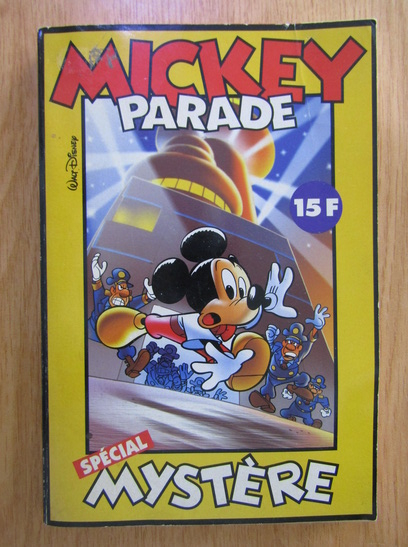 MICKEY
PARADE
WALT DISNEY
15 F
SPÉCIAL
MYSTÈRE